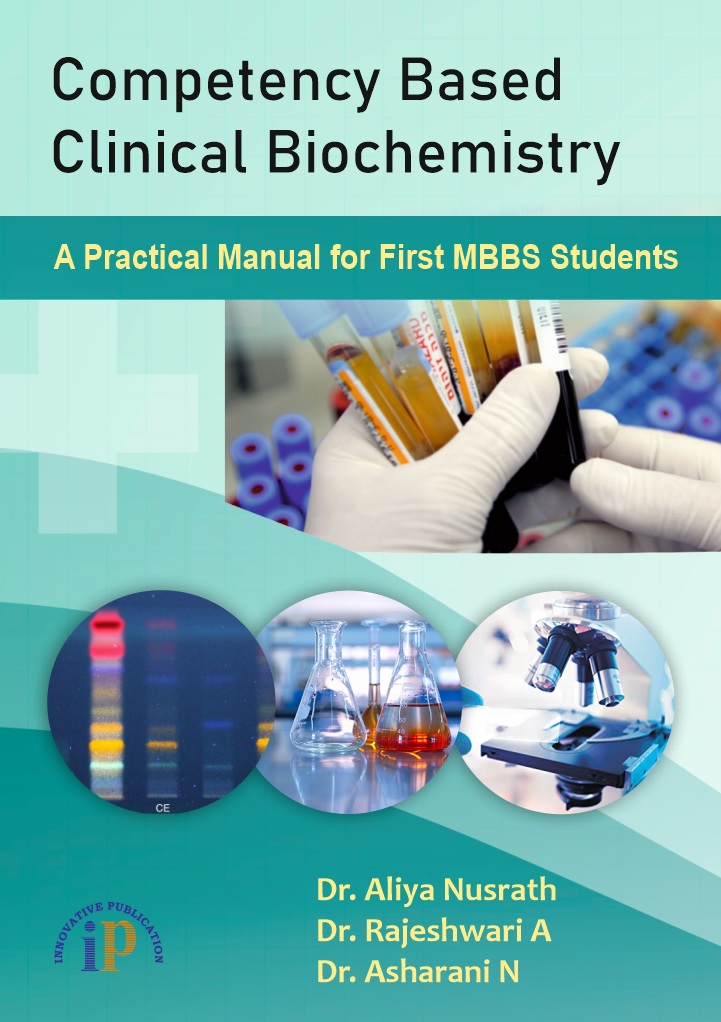 Competency Based
Clinical Biochemistry
A Practical Manual for First MBBS Students
CE
Dr. Aliya Nusrath
Dr. Rajeshwari A
Dr. Asharani N
INNOVATIVE PUBLICATION
ip